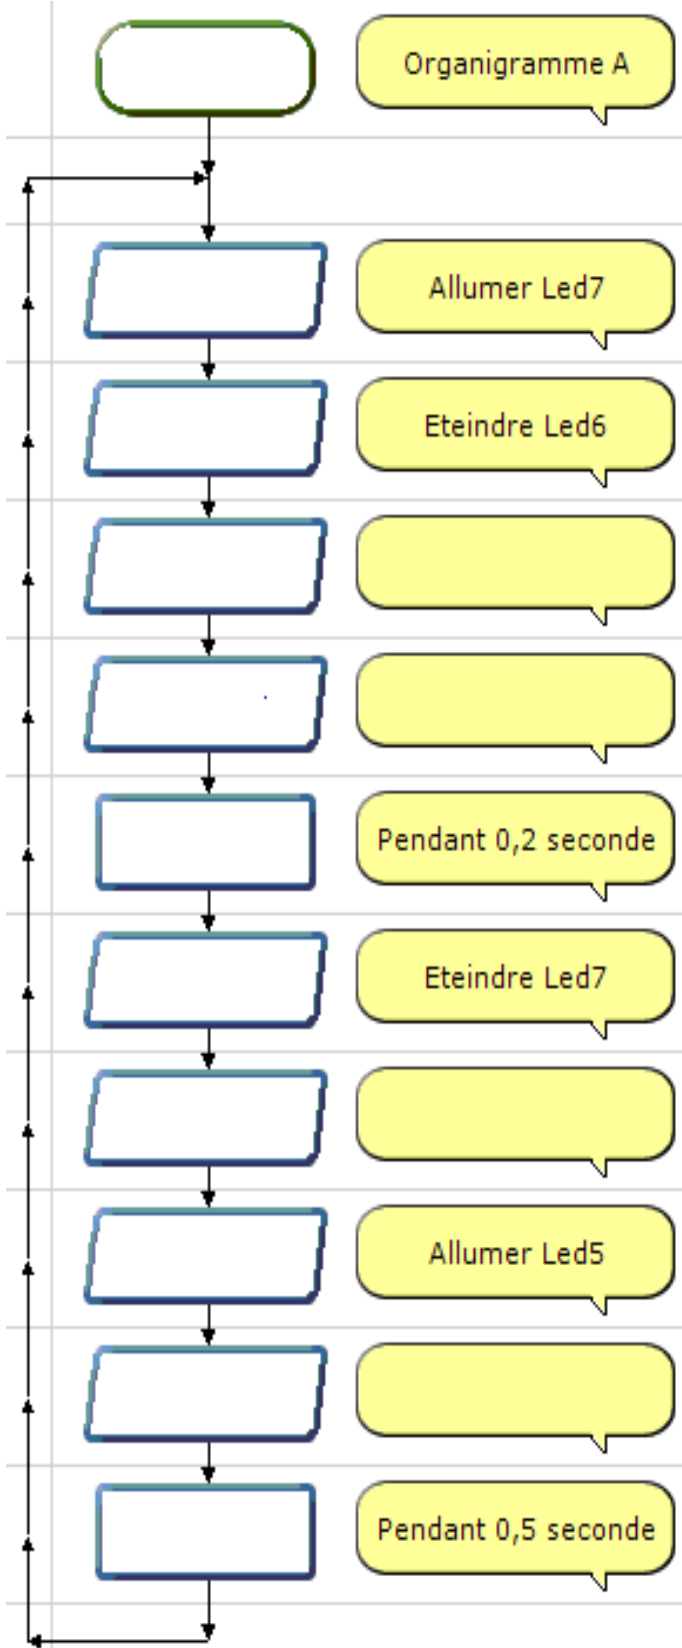 Organigramme A
Allumer Led7
Eteindre Led6
Pendant 0,2 seconde
Eteindre Led7
Allumer Led5
Pendant 0,5 seconde